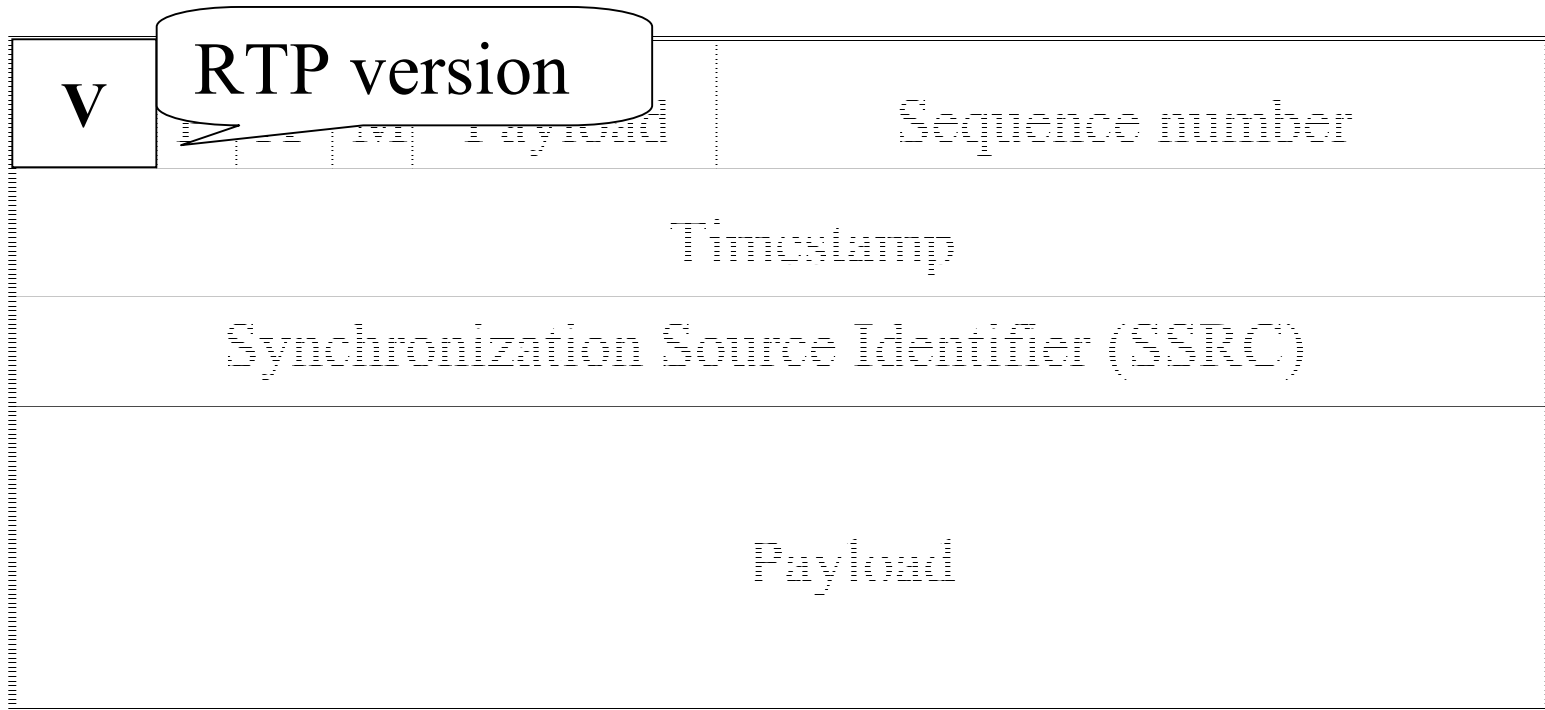 RTP version
V
M Payload Sequence number
Timestamp
Synchronization Source Identifier (SSRC)
Payload